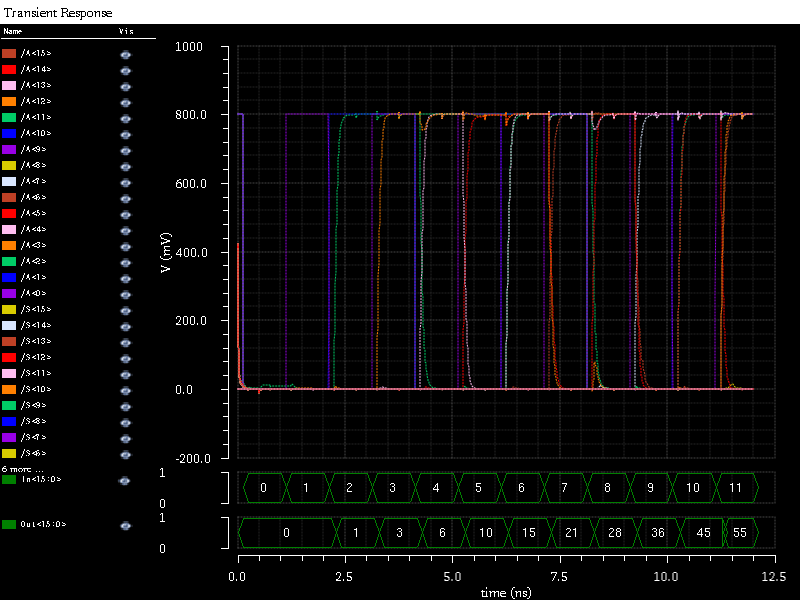 Transient Response
Name Vis
/A<15>
/A<14>
/A<13>
/A<12>
/A<11>
/A<10>
/A<9>
/A<8>
/A<7>
/A<6>
/A<5>
/A<4>
/A<3>
/A<2>
/A<1>
/A<0>
/S<15>
/S<14>
/S<13>
/S<12>
/S<11>
/S<10>
/S<9>
/S<8>
/S<7>
/S<6>
6 more ...
In<15:0>
Out<15:0>
V (mV)
1000
800.0
600.0
400.0
200.0
0.0
-200.0
1
0
0 1 2 3 4 5 6 7 8 9 10 11
1
0
0 1 3 6 10 15 21 28 36 45 55
0.0 2.5 5.0 7.5 10.0 12.5
time (ns)